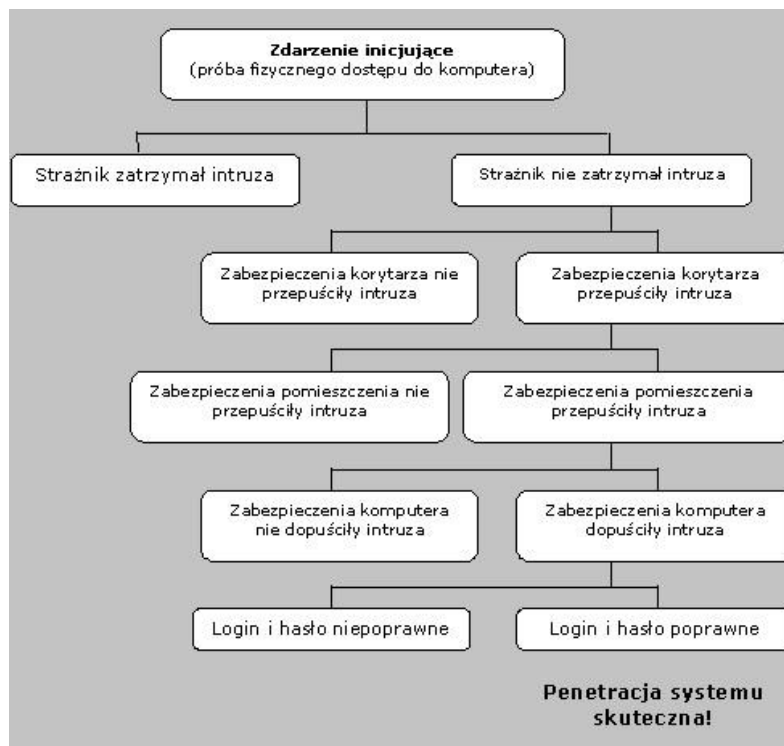 Zdarzenie inicjujące
(próba fizycznego dostępu do komputera)
Strażnik zatrzymał intruza
Strażnik nie zatrzymał intruza
Zabezpieczenia korytarza nie
przepuściły intruza
Zabezpieczenia korytarza
przepuściły intruza
Zabezpieczenia pomieszczenia nie
przepuściły intruza
Zabezpieczenia pomieszczenia
przepuściły intruza
Zabezpieczenia komputera
nie dopuściły intruza
Zabezpieczenia komputera
dopuściły intruza
Login i hasło niepoprawne
Login i hasło poprawne
Penetracja systemu
skuteczna!